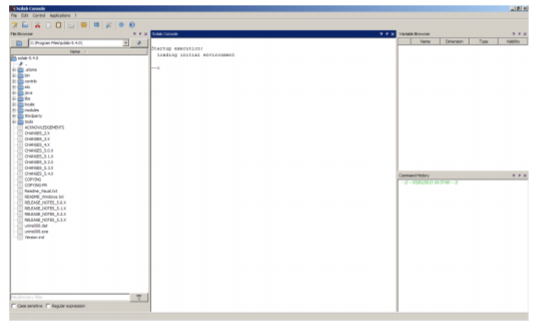 Scilab Console
File Edit Control Applications ?
File Browser
Scilab Console
Variable Browser
C:\Program Files\scilab-5.4.0
Name
Name Dimension Type Visibility
Startup execution:
loading initial environment
-->
scilab-5.4.0
..
.atoms
bin
contrib
etc
java
libs
locale
modules
thirdparty
tools
ACKNOWLEDGEMENTS
CHANGES_2.X
CHANGES_3.X
CHANGES_4.X
CHANGES_5.0.X
CHANGES_5.1.X
CHANGES_5.2.X
CHANGES_5.3.X
CHANGES_5.4.X
COPYING
COPYING-FR
Readme_Visual.txt
README_Windows.txt
RELEASE_NOTES_5.0.X
RELEASE_NOTES_5.1.X
RELEASE_NOTES_5.2.X
RELEASE_NOTES_5.3.X
unins000.dat
unins000.exe
Version.xml
Command History
Case sensitive Regular expression